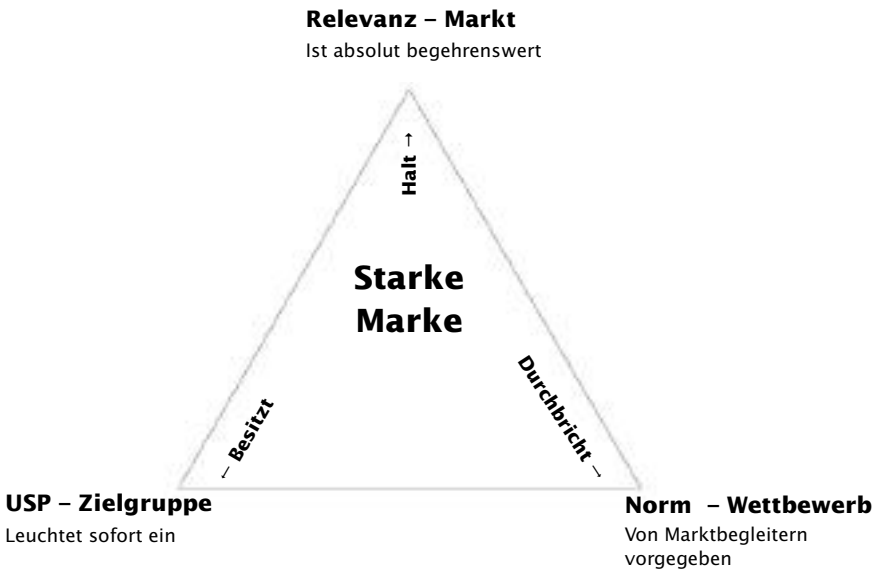 Relevanz – Markt
Ist absolut begehrenswert
Halt →
Starke
Marke
← Besitzt
Durchbricht →
USP – Zielgruppe
Leuchtet sofort ein
Norm – Wettbewerb
Von Marktbegleitern
vorgegeben